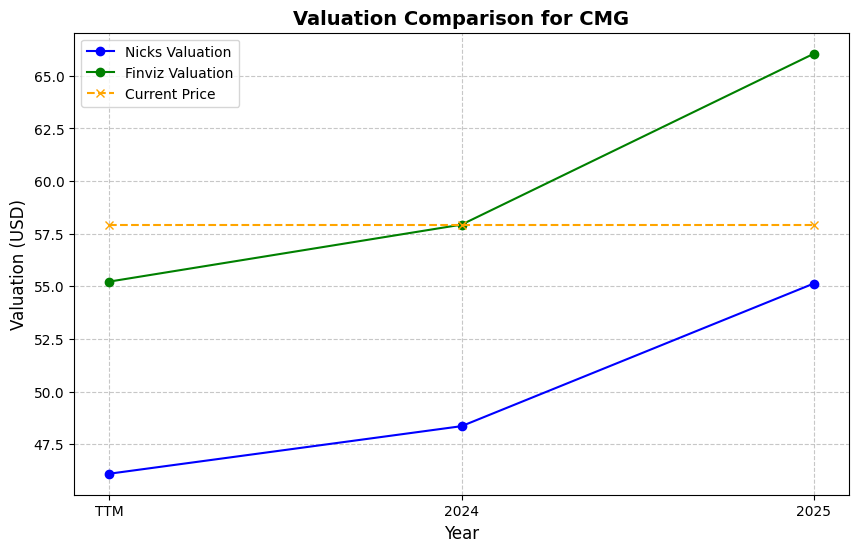 Valuation Comparison for CMG
Nicks Valuation
Finviz Valuation
Current Price
Valuation (USD)
65.0
62.5
60.0
57.5
55.0
52.5
50.0
47.5
TTM
2024
2025
Year